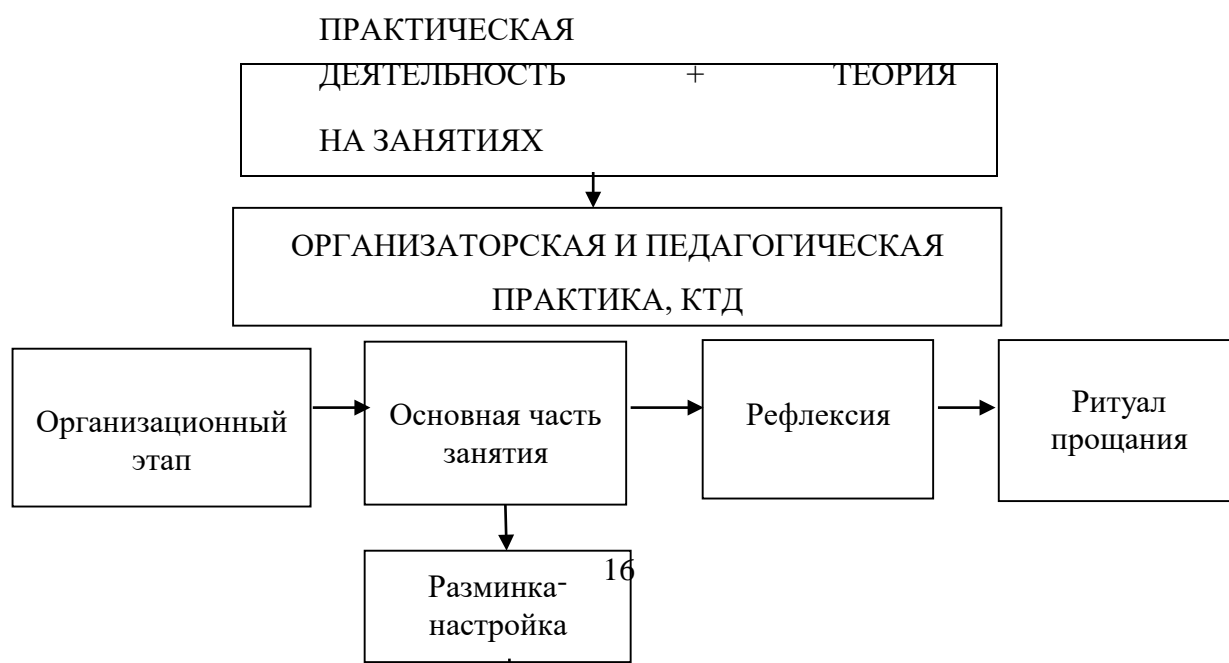 ПРАКТИЧЕСКАЯ
ДЕЯТЕЛЬНОСТЬ + ТЕОРИЯ
НА ЗАНЯТИЯХ
ОРГАНИЗАТОРСКАЯ И ПЕДАГОГИЧЕСКАЯ
ПРАКТИКА, КТД
Организационный
этап
Основная часть
занятия
Рефлексия
Ритуал
прощания
16
Разминка-
настройка